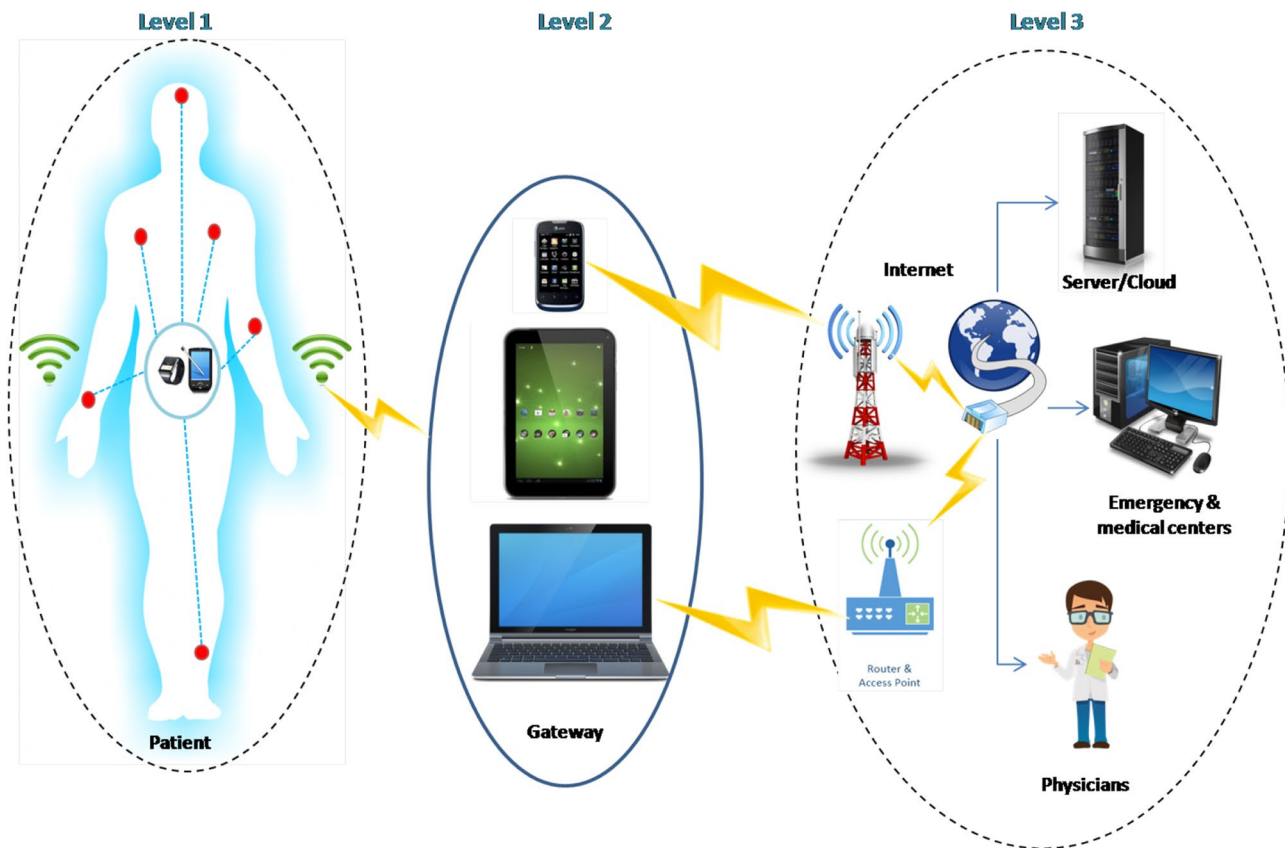 Level 1
Level 2
Level 3
Patient
Gateway
Internet
Server/Cloud
Emergency &
medical centers
Router &
Access Point
Physicians